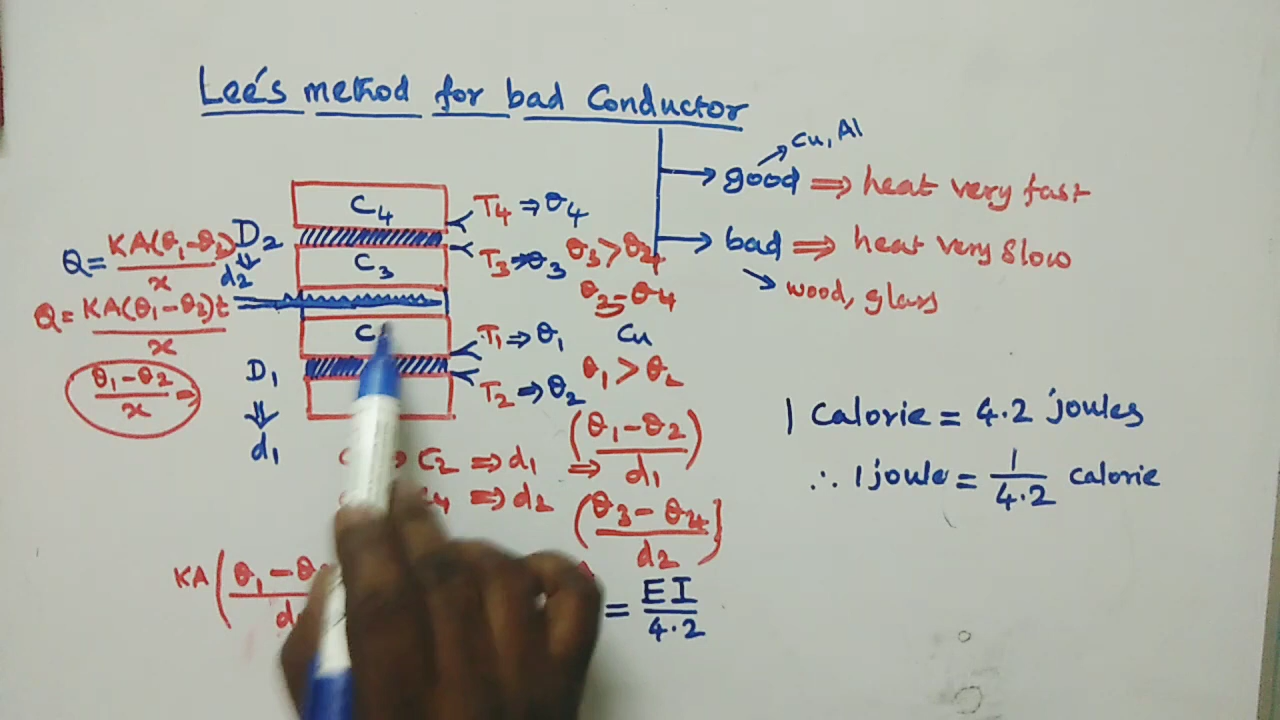 Lee's method for bad Conductor
Cu, Al
good ⇒ heat very fast
bad ⇒ heat very slow
wood, glass
C4
T4 ⇒ θ4
D2
C3
T3 ⇒ θ3 θ3 > θ4
d2
θ3 - θ4
Q = KA(θ1-θ2) / x
Q = KA(θ1-θ2)t / x
T1 ⇒ θ1 Cu
θ1 - θ2 / x ⇒
D1
T2 ⇒ θ2 θ1 > θ2
d1
C2 ⇒ d1 ⇒ (θ1 - θ2 / d1)
C4 ⇒ d2 (θ3 - θ4 / d2)
1 Calorie = 4.2 joules
∴ 1 joule = 1/4.2 calorie
KA(θ1 - θ
= EI / 4.2